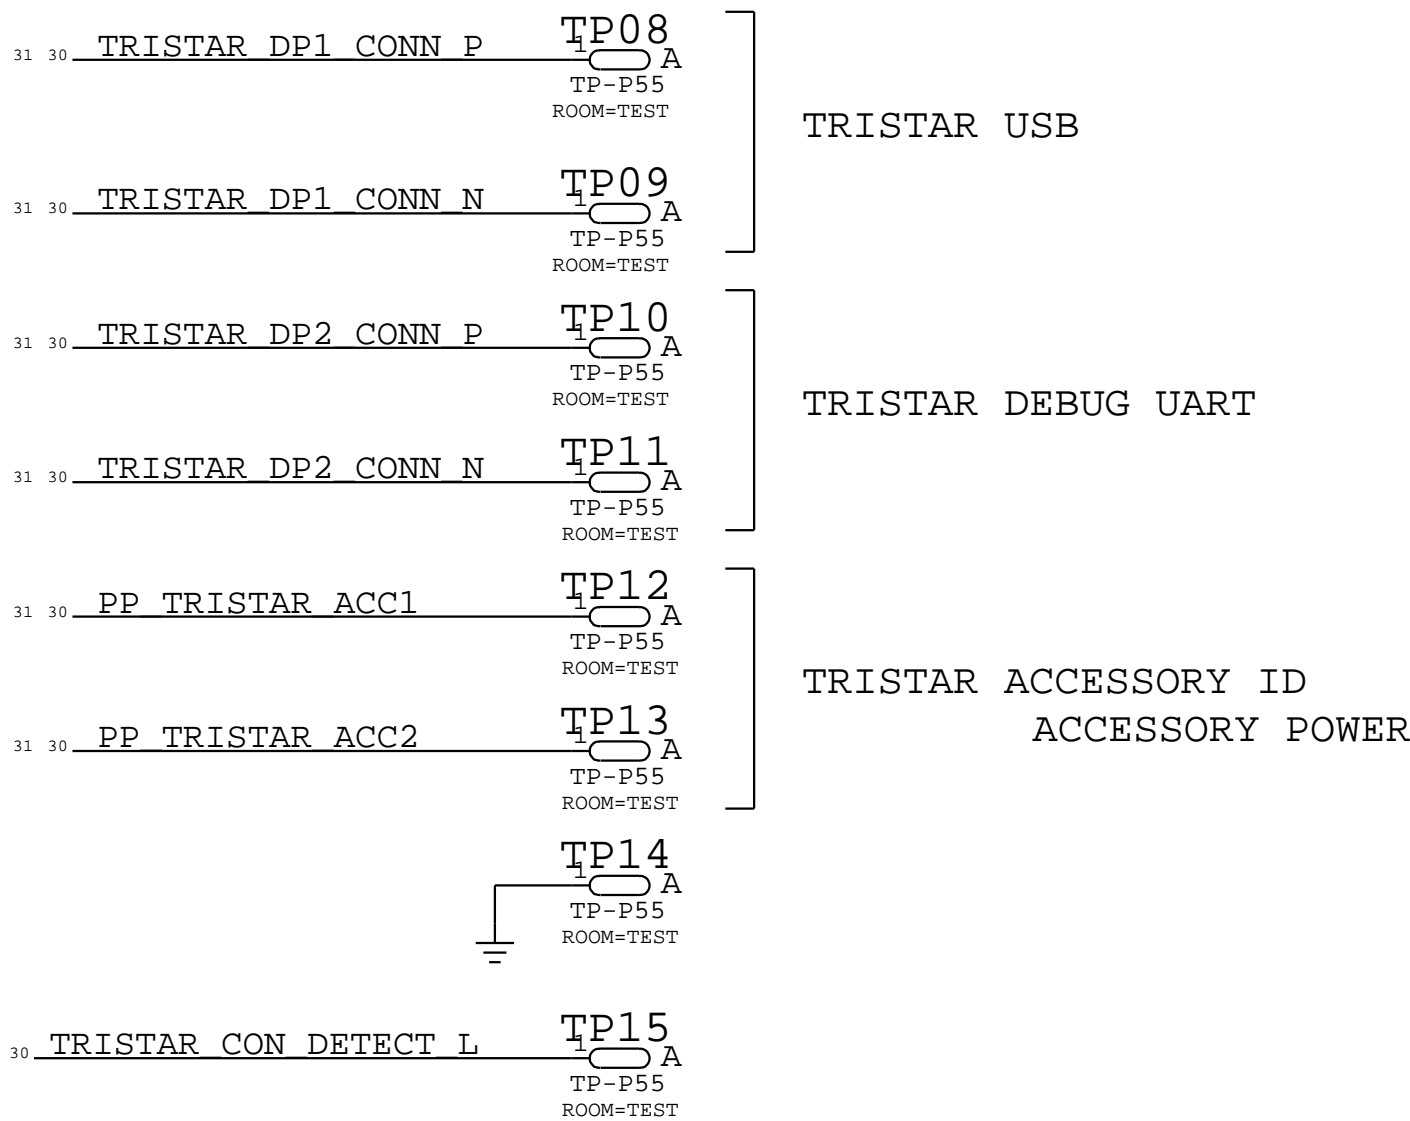 TP08
31 30 TRISTAR_DP1_CONN_P 1 A
TP-P55
ROOM=TEST
TRISTAR USB
TP09
31 30 TRISTAR_DP1_CONN_N 1 A
TP-P55
ROOM=TEST
TP10
31 30 TRISTAR_DP2_CONN_P 1 A
TP-P55
ROOM=TEST
TRISTAR DEBUG UART
TP11
31 30 TRISTAR_DP2_CONN_N 1 A
TP-P55
ROOM=TEST
TP12
31 30 PP_TRISTAR_ACC1 1 A
TP-P55
ROOM=TEST
TRISTAR ACCESSORY ID
ACCESSORY POWER
TP13
31 30 PP_TRISTAR_ACC2 1 A
TP-P55
ROOM=TEST
TP14
1 A
TP-P55
ROOM=TEST
TP15
30 TRISTAR_CON_DETECT_L 1 A
TP-P55
ROOM=TEST